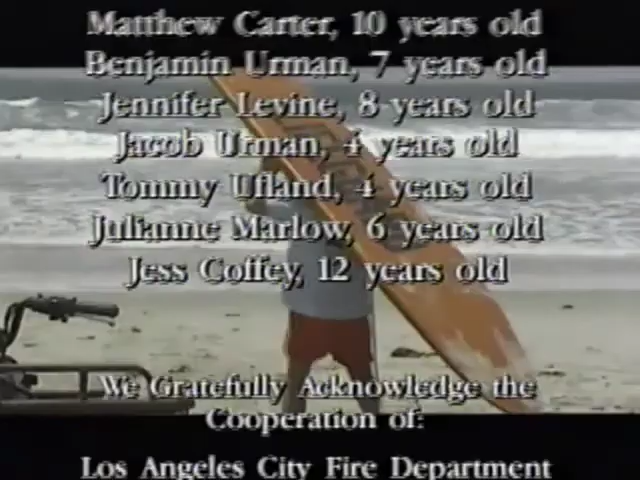 Matthew Carter, 10 years old
Benjamin Urman, 7 years old
Jennifer Levine, 8 years old
Jacob Urman, 4 years old
Tommy Ufland, 4 years old
Julianne Marlow, 6 years old
Jess Coffey, 12 years old
We Gratefully Acknowledge the
Cooperation of:
Los Angeles City Fire Department